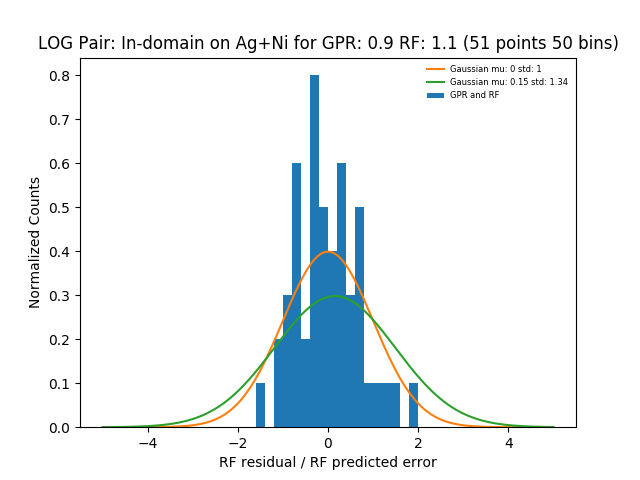 LOG Pair: In-domain on Ag+Ni for GPR: 0.9 RF: 1.1 (51 points 50 bins)
Gaussian mu: 0 std: 1
Gaussian mu: 0.15 std: 1.34
GPR and RF
Normalized Counts
0.8
0.7
0.6
0.5
0.4
0.3
0.2
0.1
0.0
−4 −2 0 2 4
RF residual / RF predicted error